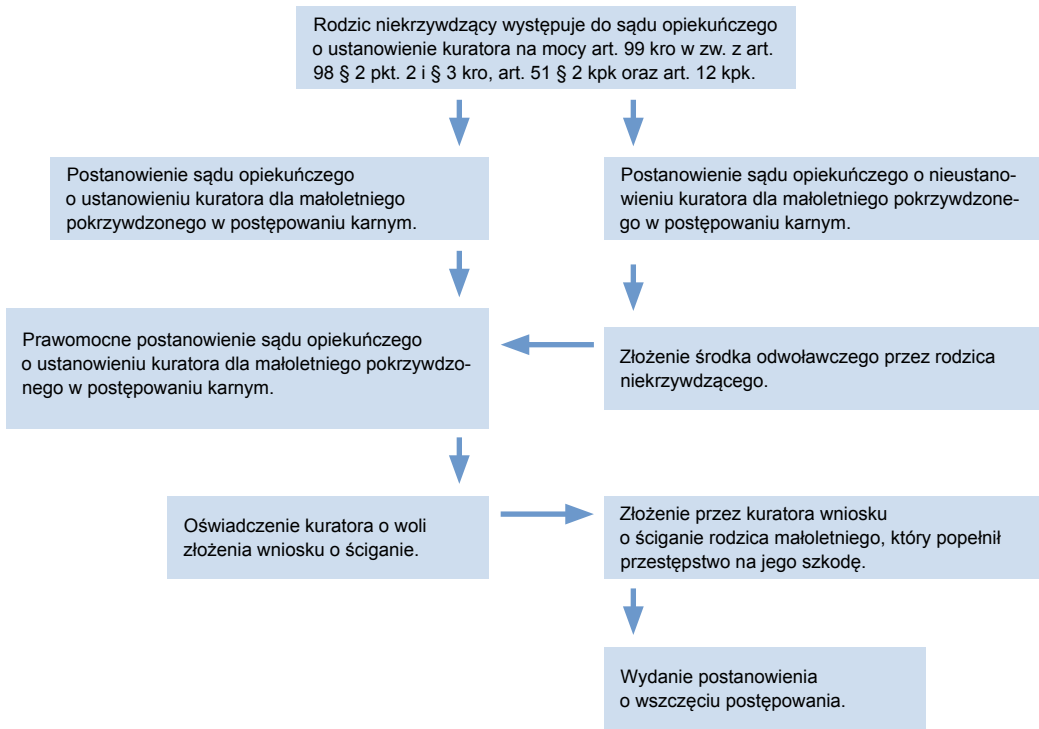 Rodzic niekrzywdzący występuje do sądu opiekuńczego
o ustanowienie kuratora na mocy art. 99 kro w zw. z art.
98 § 2 pkt. 2 i § 3 kro, art. 51 § 2 kpk oraz art. 12 kpk.
Postanowienie sądu opiekuńczego
o ustanowieniu kuratora dla małoletniego
pokrzywdzonego w postępowaniu karnym.
Postanowienie sądu opiekuńczego o nieustano-
wieniu kuratora dla małoletniego pokrzywdzone-
go w postępowaniu karnym.
Prawomocne postanowienie sądu opiekuńczego
o ustanowieniu kuratora dla małoletniego pokrzywdzo-
nego w postępowaniu karnym.
Złożenie środka odwoławczego przez rodzica
niekrzywdzącego.
Oświadczenie kuratora o woli
złożenia wniosku o ściganie.
Złożenie przez kuratora wniosku
o ściganie rodzica małoletniego, który popełnił
przestępstwo na jego szkodę.
Wydanie postanowienia
o wszczęciu postępowania.